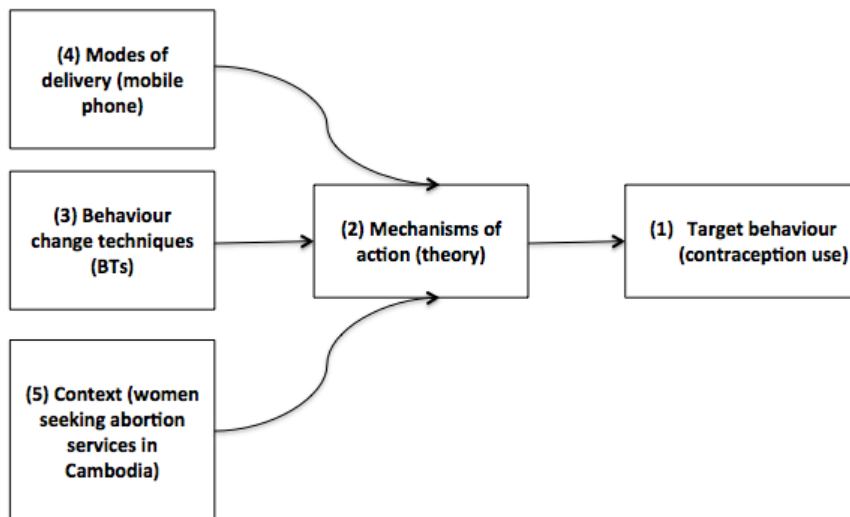 (4) Modes of
delivery (mobile
phone)
(3) Behaviour
change techniques
(BTs)
(2) Mechanisms of
action (theory)
(1) Target behaviour
(contraception use)
(5) Context (women
seeking abortion
services in
Cambodia)